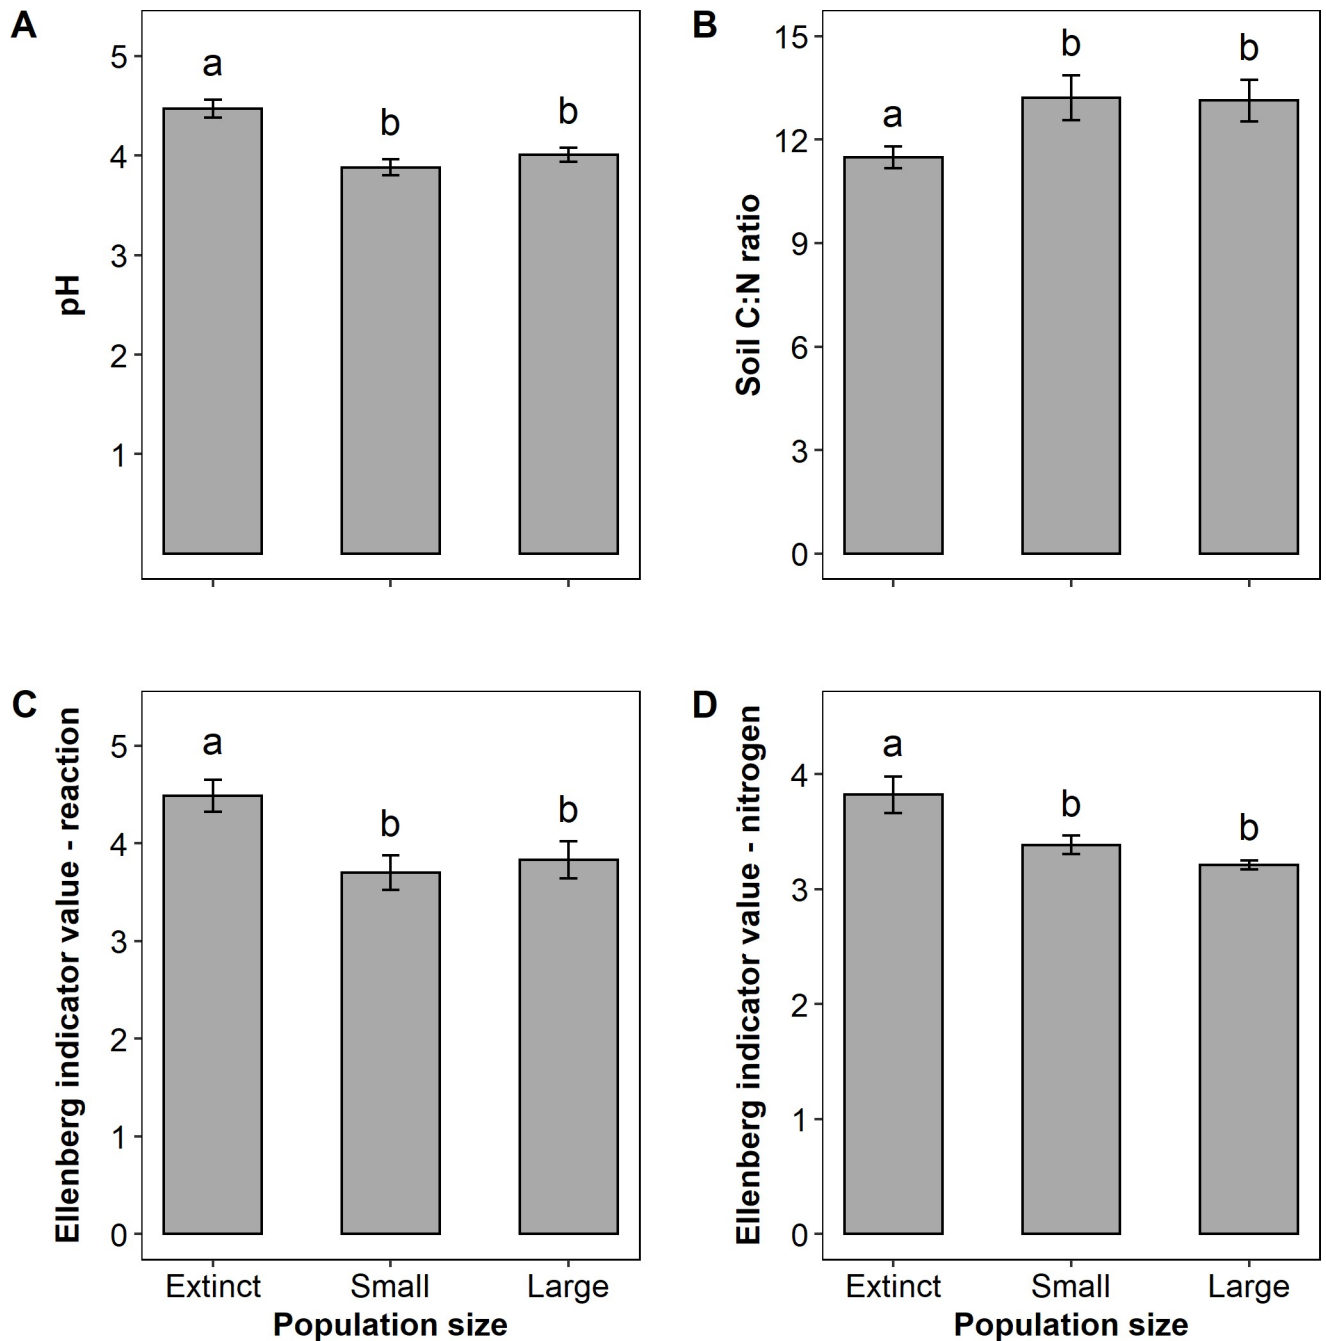 A
pH
5
4
3
2
1
a
b
b
B
Soil C:N ratio
15
12
9
6
3
0
a
b
b
C
Ellenberg indicator value - reaction
5
4
3
2
1
0
a
b
b
Extinct Small Large
Population size
D
Ellenberg indicator value - nitrogen
4
3
2
1
0
a
b
b
Extinct Small Large
Population size